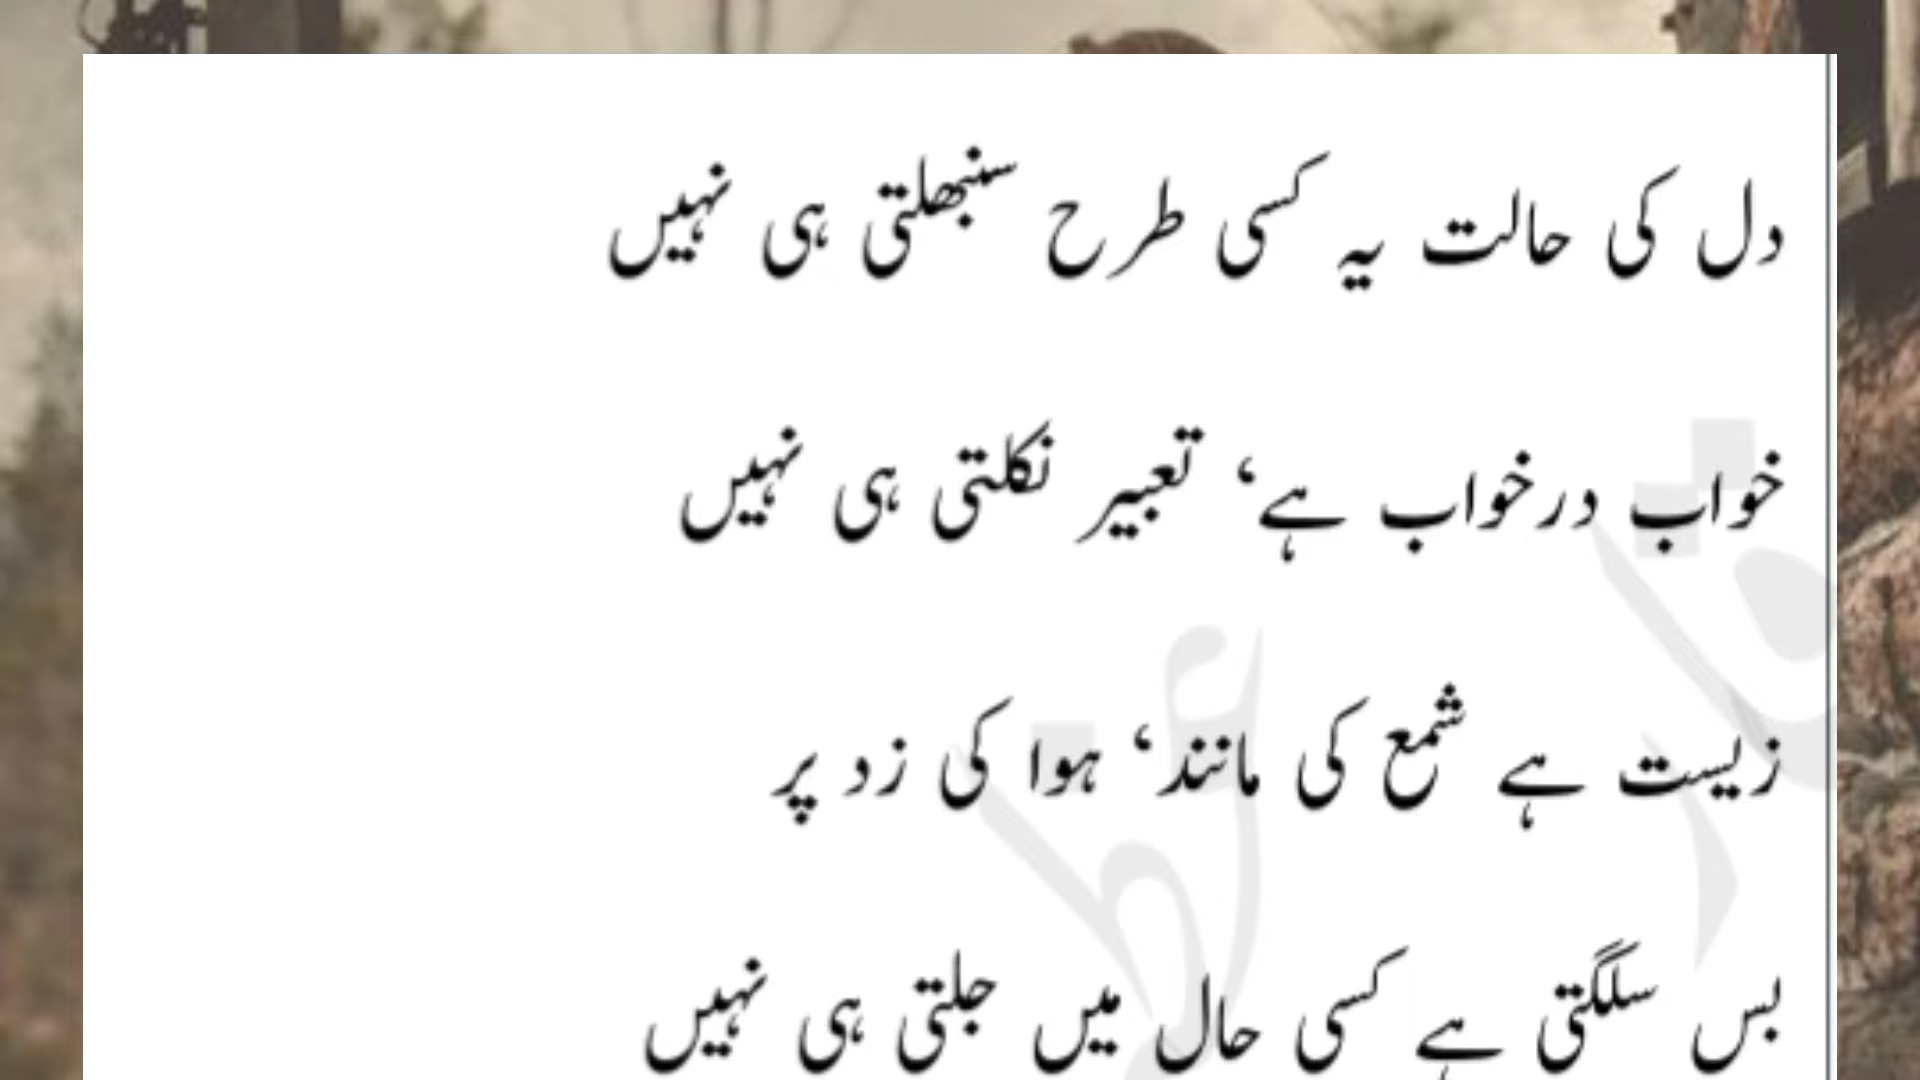 دل کی حالت یہ کسی طرح سنبھلتی ہی نہیں
خواب درخواب ہے‘ تعبیر نکلتی ہی نہیں
زیست ہے شمع کی مانند‘ ہوا کی زد پر
بس سلگتی ہے کسی حال میں جلتی ہی نہیں